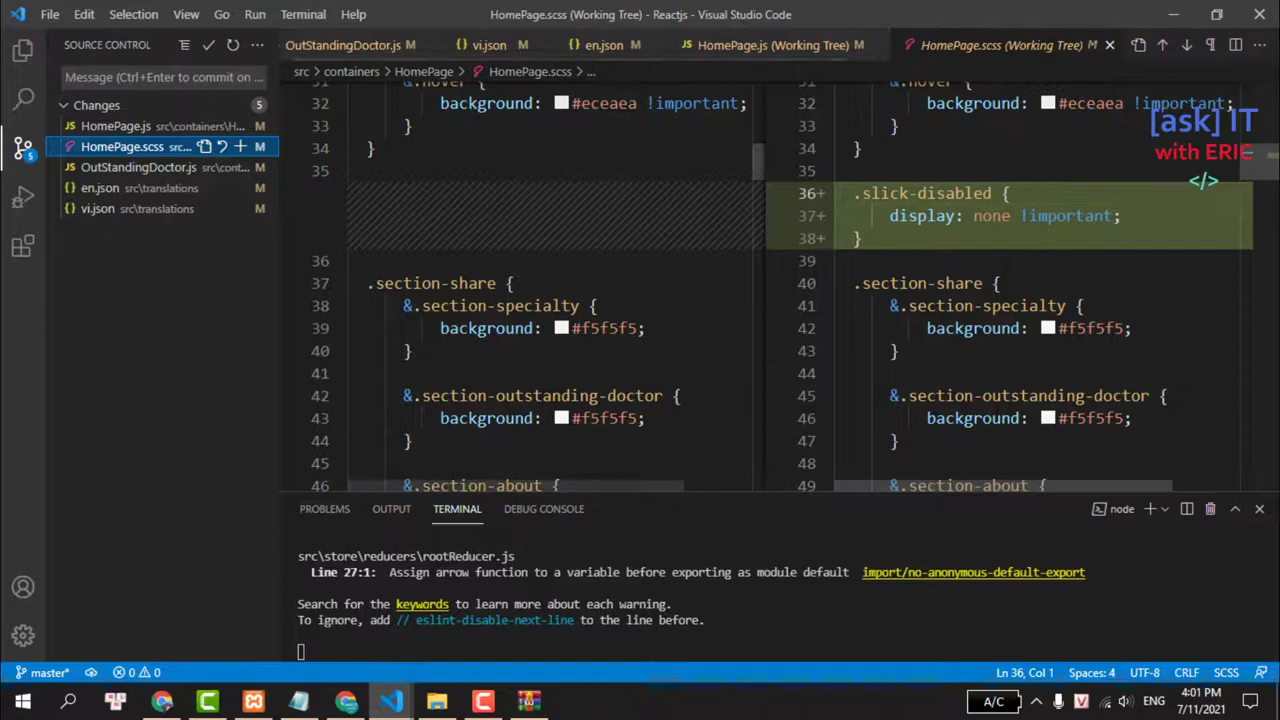 File Edit Selection View Go Run Terminal Help HomePage.scss (Working Tree) - Reactjs - Visual Studio Code
SOURCE CONTROL
OutStandingDoctor.js M vi.json M en.json M HomePage.js (Working Tree) M HomePage.scss (Working Tree) M
Message (Ctrl+Enter to commit on ...
src > containers > HomePage > HomePage.scss > ...
Changes 5
HomePage.js src\containers\H... M
HomePage.scss src... M
OutStandingDoctor.js src\cont... M
en.json src\translations M
vi.json src\translations M
5
31 &.hover {
32 background: #eceaea !important;
33 }
34 }
35
36
37 .section-share {
38 &.section-specialty {
39 background: #f5f5f5;
40 }
41
42 &.section-outstanding-doctor {
43 background: #f5f5f5;
44 }
45
46 &.section-about {
31 &.hover {
32 background: #eceaea !important;
33 }
34 }
35
36+ .slick-disabled {
37+ display: none !important;
38+ }
39
40 .section-share {
41 &.section-specialty {
42 background: #f5f5f5;
43 }
44
45 &.section-outstanding-doctor {
46 background: #f5f5f5;
47 }
48
49 &.section-about {
[ask] IT
with ERIC
</>
PROBLEMS OUTPUT TERMINAL DEBUG CONSOLE node
src\store\reducers\rootReducer.js
Line 27:1: Assign arrow function to a variable before exporting as module default import/no-anonymous-default-export
Search for the keywords to learn more about each warning.
To ignore, add // eslint-disable-next-line to the line before.
master* 0 0 Ln 36, Col 1 Spaces: 4 UTF-8 CRLF SCSS
A/C V ENG 4:01 PM
7/11/2021